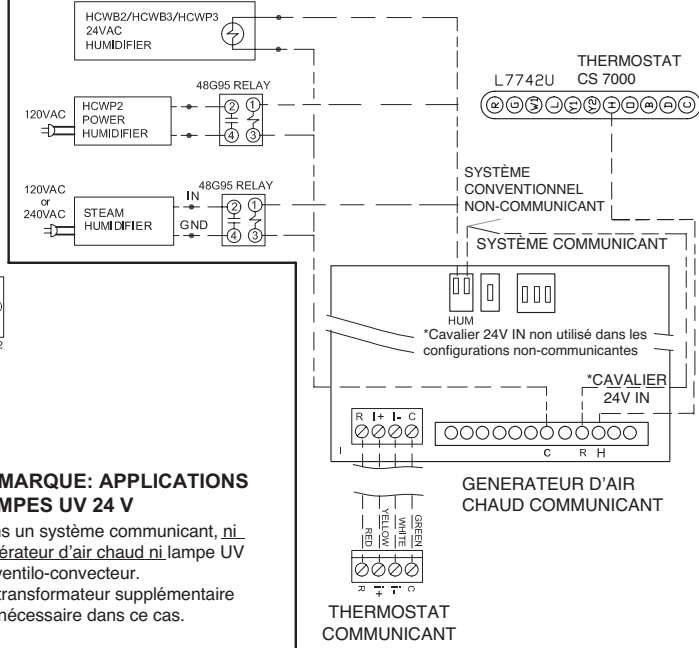 HCWB2/HCWB3/HCWP3
24VAC
HUMIDIFIER
48G95 RELAY
120VAC
HCWP2
POWER
HUMIDIFIER
2 1
4 3
48G95 RELAY
120VAC
or
240VAC
STEAM
HUMIDIFIER
IN
GND
2 1
4 3
THERMOSTAT
L7742U CS 7000
R G W1 L Y1 Y2 H O B D C
SYSTÈME
CONVENTIONNEL
NON-COMMUNICANT
SYSTÈME COMMUNICANT
HUM
*Cavalier 24V IN non utilisé dans les
configurations non-communicantes
*CAVALIER
24V IN
R I+ I- C
I
C R H
GENERATEUR D'AIR
CHAUD COMMUNICANT
RED
YELLOW
WHITE
GREEN
R i+ i- C
THERMOSTAT
COMMUNICANT
2
MARQUE: APPLICATIONS
MPES UV 24 V
ns un système communicant, ni
érateur d'air chaud ni lampe UV
ventilo-convecteur.
transformateur supplémentaire
nécessaire dans ce cas.